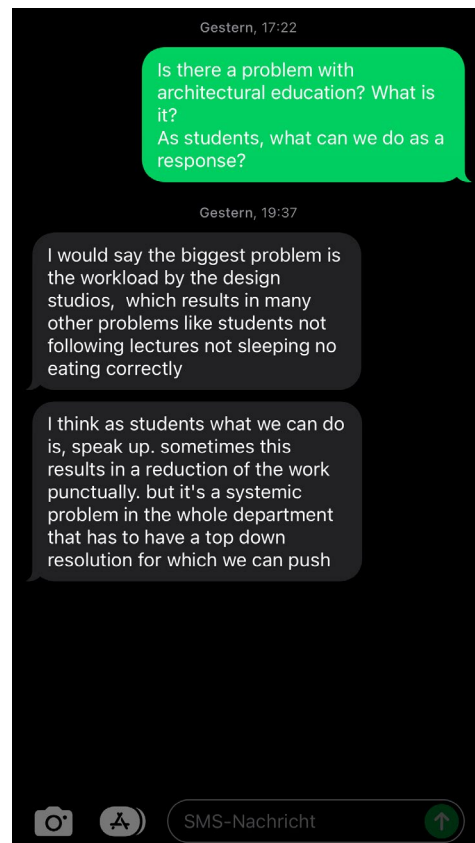 Gestern, 17:22
Is there a problem with
architectural education? What is
it?
As students, what can we do as a
response?
Gestern, 19:37
I would say the biggest problem is
the workload by the design
studios,  which results in many
other problems like students not
following lectures not sleeping no
eating correctly
I think as students what we can do
is, speak up. sometimes this
results in a reduction of the work
punctually. but it's a systemic
problem in the whole department
that has to have a top down
resolution for which we can push
SMS-Nachricht